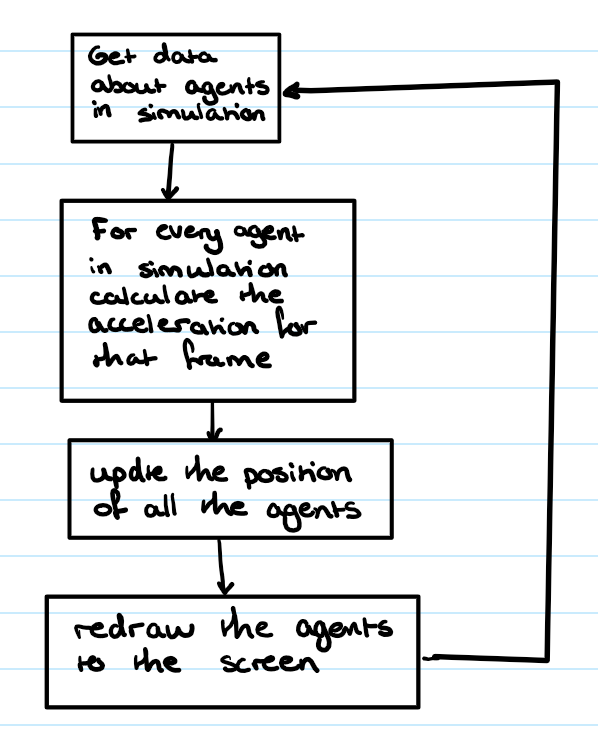 Get data
about agents
in simulation
For every agent
in simulation
calculate the
acceleration for
that frame
updte the position
of all the agents
redraw the agents
to the screen